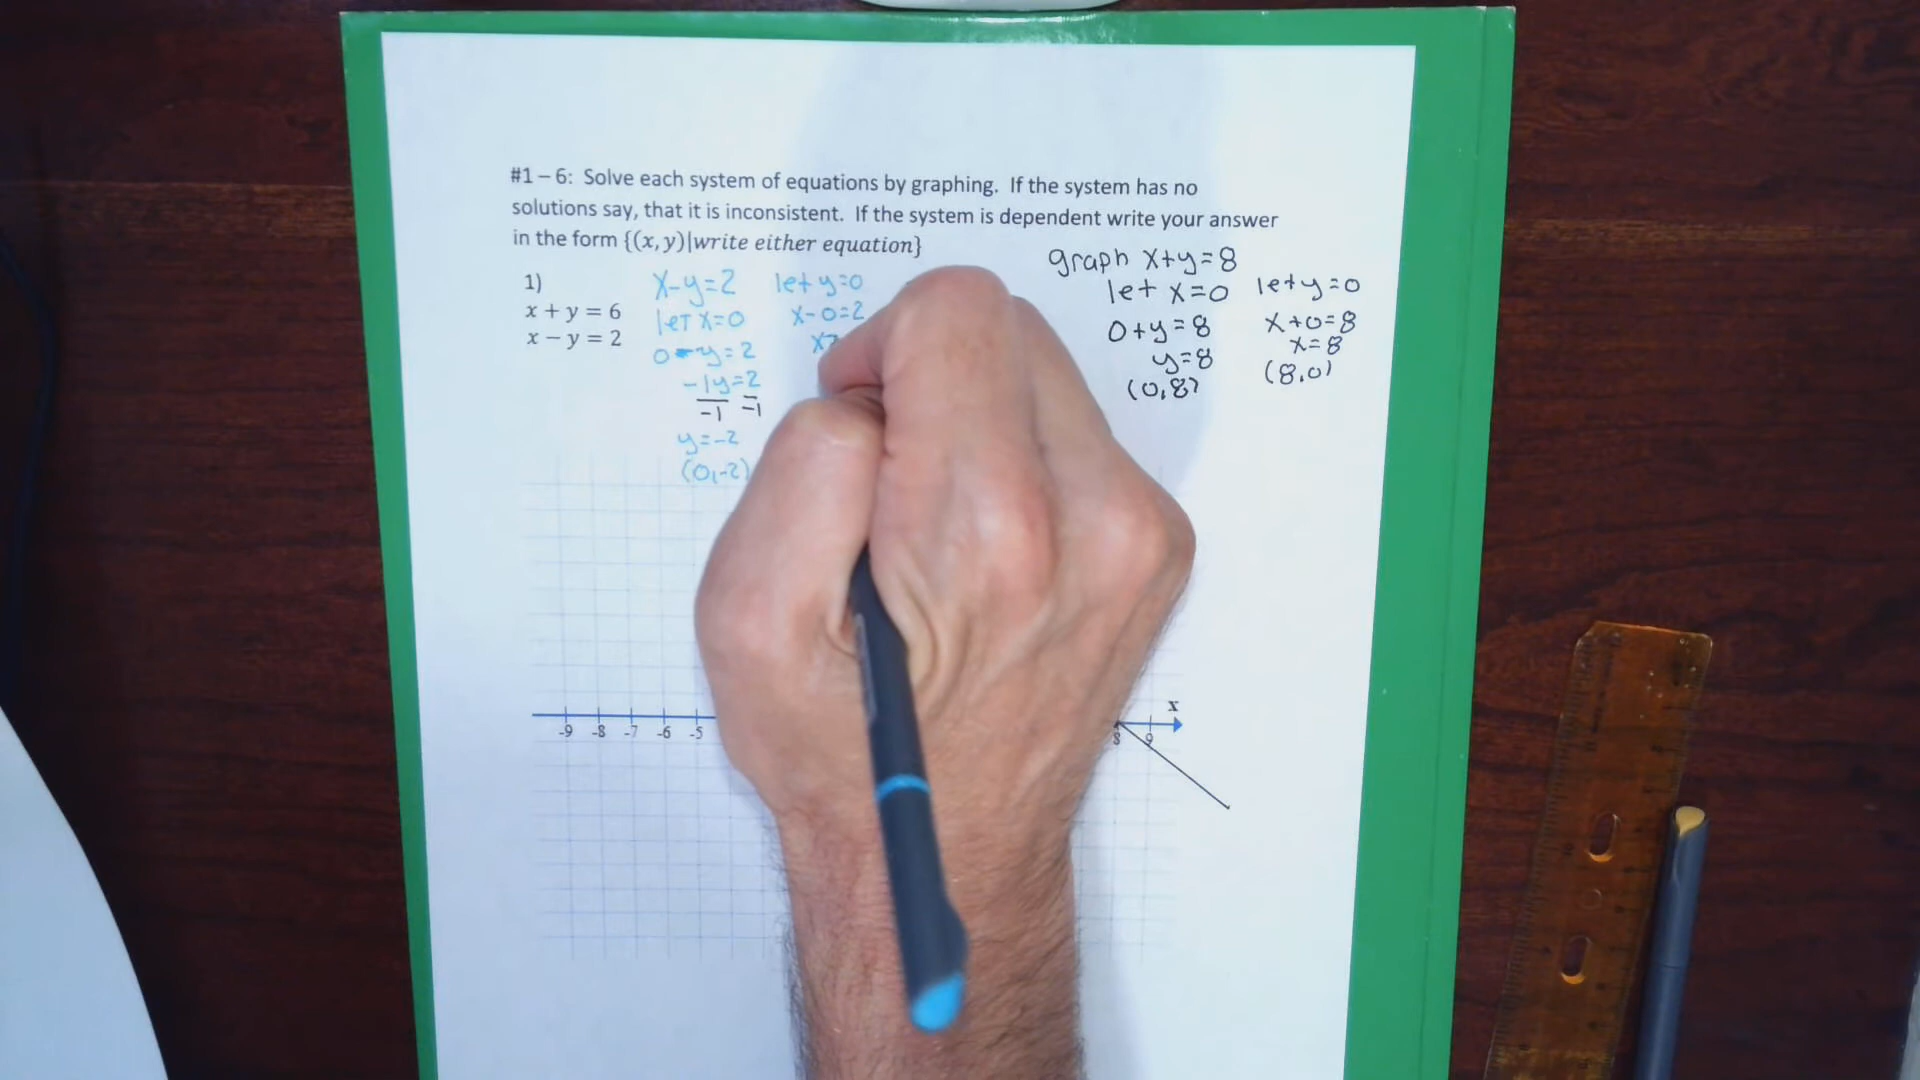 #1 – 6: Solve each system of equations by graphing. If the system has no
solutions say, that it is inconsistent. If the system is dependent write your answer
in the form {(x, y)|write either equation}
1)
x + y = 6
x − y = 2
x-y=2
let x=0
0-y=2
-1y=2
-1 -1
y=-2
(0,-2)
let y=0
x-0=2
graph x+y=8
let x=0
0+y=8
y=8
(0,8)
let y=0
x+0=8
x=8
(8,0)
x
-9 -8 -7 -6 -5 8 9